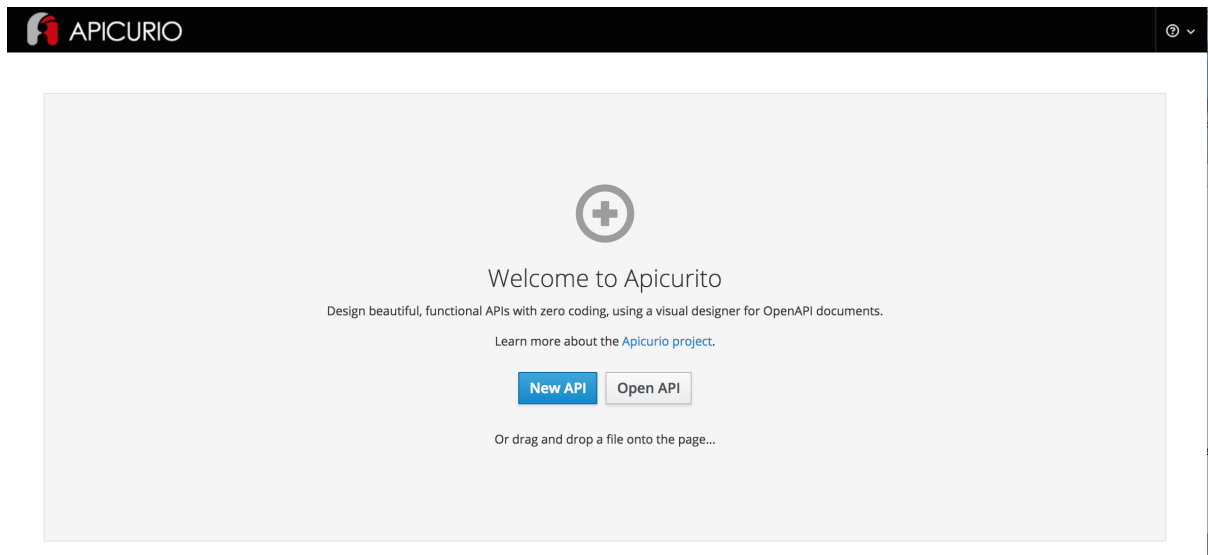 APICURIO
Welcome to Apicurito
Design beautiful, functional APIs with zero coding, using a visual designer for OpenAPI documents.
Learn more about the Apicurio project.
New API
Open API
Or drag and drop a file onto the page...